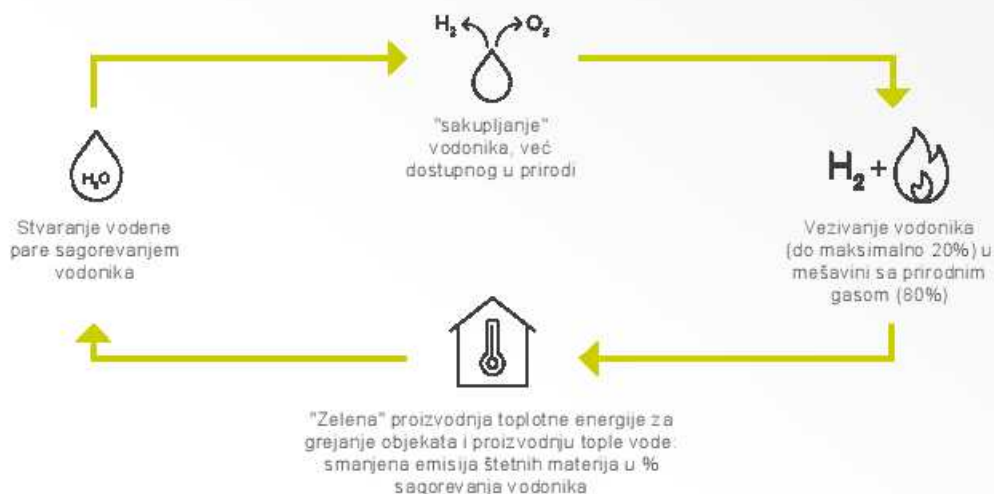 H₂ O₂
"sakupljanje"
vodonika, već
dostupnog u prirodi
H₂ +
Vezivanje vodonika
(do maksimalno 20%) u
mešavini sa prirodnim
gasom (80%)
"Zelena" proizvodnja toplotne energije za
grejanje objekata i proizvodnju tople vode:
smanjena emisija štetnih materija u %
sagorevanja vodonika
H₂O
Stvaranje vodene
pare sagorevanjem
vodonika